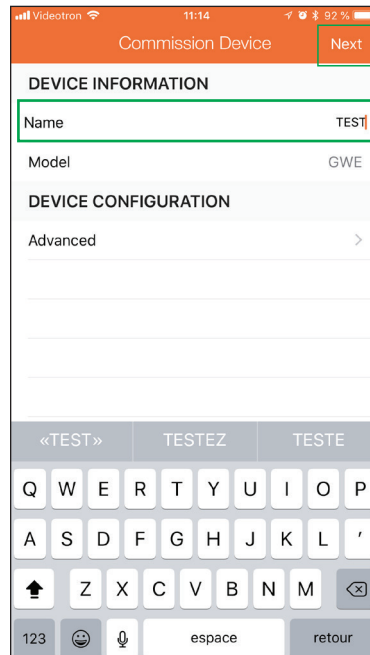 Videotron 11:14 92 %
Commission Device Next
DEVICE INFORMATION
Name TEST
Model GWE
DEVICE CONFIGURATION
Advanced
«TEST» TESTEZ TESTE
Q W E R T Y U I O P
A S D F G H J K L ’
Z X C V B N M
123 espace retour